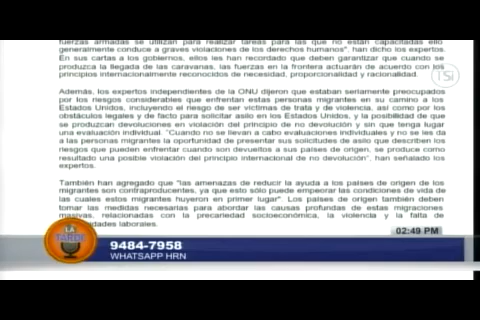 fuerzas armadas se utilizan para realizar tareas para las que no están capacitadas ello
generalmente conduce a graves violaciones de los derechos humanos". han dicho los expertos.
En sus cartas a los gobiernos, ellos les han recordado que deben garantizar que cuando se
produzca la llegada de las caravanas, las fuerzas en la frontera actuarán de acuerdo con los
principios internacionalmente reconocidos de necesidad, proporcionalidad y racionalidad.
TSi
Además, los expertos independientes de la ONU dijeron que estaban seriamente preocupados
por los riesgos considerables que enfrentan estas personas migrantes en su camino a los
Estados Unidos, incluyendo el riesgo de ser víctimas de trata y de violencia, así como por los
obstáculos legales y de facto para solicitar asilo en los Estados Unidos, y la posibilidad de que
se produzcan devoluciones en violación del principio de no devolución y sin que tenga lugar
una evaluación individual. "Cuando no se llevan a cabo evaluaciones individuales y no se les da
a las personas migrantes la oportunidad de presentar sus solicitudes de asilo que describen los
riesgos que pueden enfrentar cuando son devueltos a sus países de origen, se produce como
resultado una posible violación del principio internacional de no devolución". han señalado los
expertos.
También han agregado que "las amenazas de reducir la ayuda a los países de origen de los
migrantes son contraproducentes, ya que esto sólo puede empeorar las condiciones de vida de
las cuales estos migrantes huyeron en primer lugar". Los países de origen también deben
tomar las medidas necesarias para abordar las causas profundas de estas migraciones
masivas, relacionadas con la precariedad socioeconómica, la violencia y la falta de
laborales.
02:49 PM
LA
TARDE
9484-7958
WHATSAPP HRN